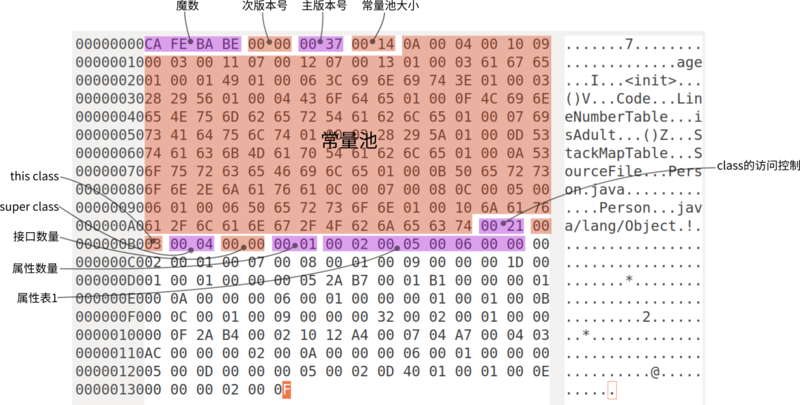 魔数 次版本号 主版本号 常量池大小
00000000 CA FE BA BE 00 00 00 37 00 14 0A 00 04 00 10 09 .......7........
00000010 00 03 00 11 07 00 12 07 00 13 01 00 03 61 67 65 .............age
00000020 01 00 01 49 01 00 06 3C 69 6E 69 74 3E 01 00 03 ...I...<init>...
00000030 28 29 56 01 00 04 43 6F 64 65 01 00 0F 4C 69 6E ()V...Code...Lin
00000040 65 4E 75 6D 62 65 72 54 61 62 6C 65 01 00 07 69 eNumberTable...i
00000050 73 41 64 75 6C 74 01 00 03 28 29 5A 01 00 0D 53 sAdult...()Z...S
常量池
00000060 74 61 63 6B 4D 61 70 54 61 62 6C 65 01 00 0A 53 tackMapTable...S
00000070 6F 75 72 63 65 46 69 6C 65 01 00 0B 50 65 72 73 ourceFile...Pers
class的访问控制
00000080 6F 6E 2E 6A 61 76 61 0C 00 07 00 08 0C 00 05 00 on.java.........
this class
00000090 06 01 00 06 50 65 72 73 6F 6E 01 00 10 6A 61 76 ....Person...jav
super class
000000A0 61 2F 6C 61 6E 67 2F 4F 62 6A 65 63 74 00 21 00 a/lang/Object.!.
接口数量
000000B0 03 00 04 00 00 00 01 00 02 00 05 00 06 00 00 00 ................
属性数量
000000C0 02 00 01 00 07 00 08 00 01 00 09 00 00 00 1D 00 ................
000000D0 01 00 01 00 00 00 05 2A B7 00 01 B1 00 00 00 01 .......*........
属性表1
000000E0 00 0A 00 00 00 06 00 01 00 00 00 01 00 01 00 0B ................
000000F0 00 0C 00 01 00 09 00 00 00 32 00 02 00 01 00 00 .........2......
00000100 00 0F 2A B4 00 02 10 12 A4 00 07 04 A7 00 04 03 ..*.............
00000110 AC 00 00 00 02 00 0A 00 00 00 06 00 01 00 00 00 ................
00000120 05 00 0D 00 00 00 05 00 02 0D 40 01 00 01 00 0E ..........@.....
00000130 00 00 00 02 00 0F ......